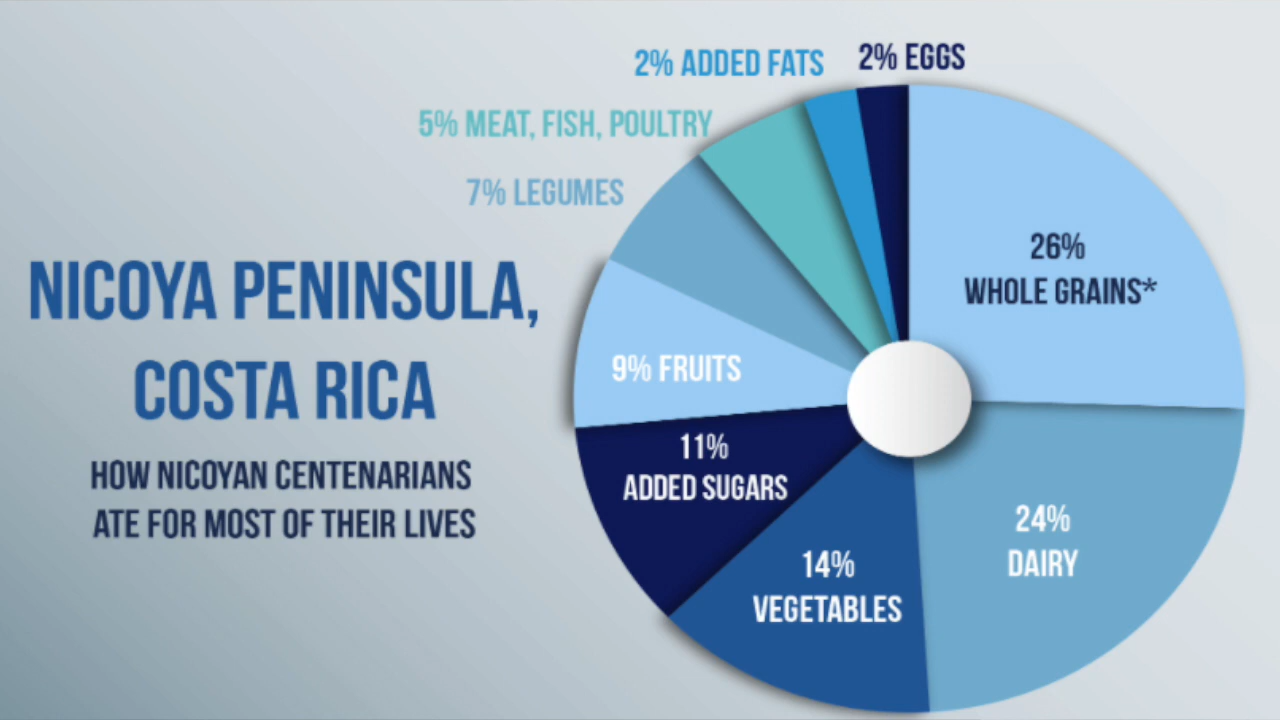 2% ADDED FATS
2% EGGS
5% MEAT, FISH, POULTRY
7% LEGUMES
NICOYA PENINSULA,
COSTA RICA
HOW NICOYAN CENTENARIANS
ATE FOR MOST OF THEIR LIVES
26%
WHOLE GRAINS*
9% FRUITS
11%
ADDED SUGARS
24%
DAIRY
14%
VEGETABLES